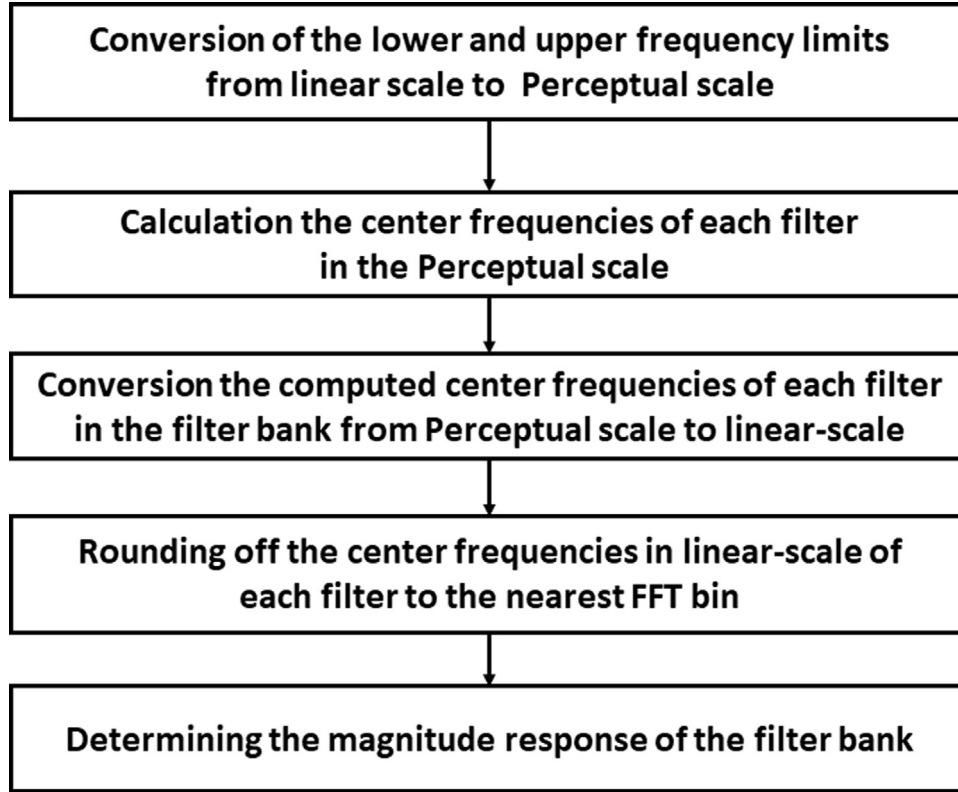 Conversion of the lower and upper frequency limits
from linear scale to Perceptual scale
Calculation the center frequencies of each filter
in the Perceptual scale
Conversion the computed center frequencies of each filter
in the filter bank from Perceptual scale to linear-scale
Rounding off the center frequencies in linear-scale of
each filter to the nearest FFT bin
Determining the magnitude response of the filter bank